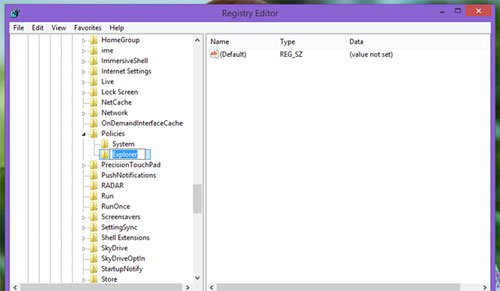 Registry Editor
File Edit View Favorites Help
HomeGroup
ime
ImmersiveShell
Internet Settings
Live
Lock Screen
NetCache
Network
OnDemandInterfaceCache
Policies
System
Explorer
PrecisionTouchPad
PushNotifications
RADAR
Run
RunOnce
Screensavers
SettingSync
Shell Extensions
SkyDrive
SkyDriveOptIn
StartupNotify
Store
Name Type Data
ab (Default) REG_SZ (value not set)